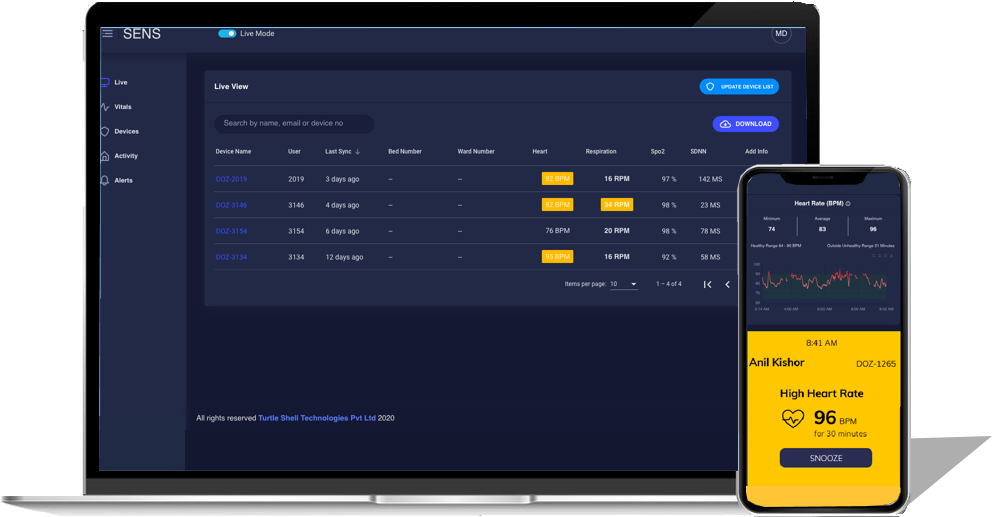 SENS
Live Mode
MD
Live
Vitals
Devices
Activity
Alerts
Live View
UPDATE DEVICE LIST
Search by name, email or device no
DOWNLOAD
Device Name User Last Sync ↓ Bed Number Ward Number Heart Respiration Spo2 SDNN Add Info
DOZ-2019 2019 3 days ago -- -- 82 BPM 16 RPM 97 % 142 MS
DOZ-3146 3146 4 days ago -- -- 82 BPM 34 RPM 98 % 23 MS
DOZ-3154 3154 6 days ago -- -- 76 BPM 20 RPM 98 % 78 MS
DOZ-3134 3134 12 days ago -- -- 95 BPM 16 RPM 92 % 58 MS
Items per page: 10 1 – 4 of 4
All rights reserved Turtle Shell Technologies Pvt Ltd 2020
Heart Rate (BPM)
Minimum Average Maximum
74 83 96
Healthy Range 64 - 90 BPM Outside Unhealthy Range 31 Minutes
100
90
80
70
60
8:41 AM
Anil Kishor DOZ-1265
High Heart Rate
96 BPM
for 30 minutes
SNOOZE